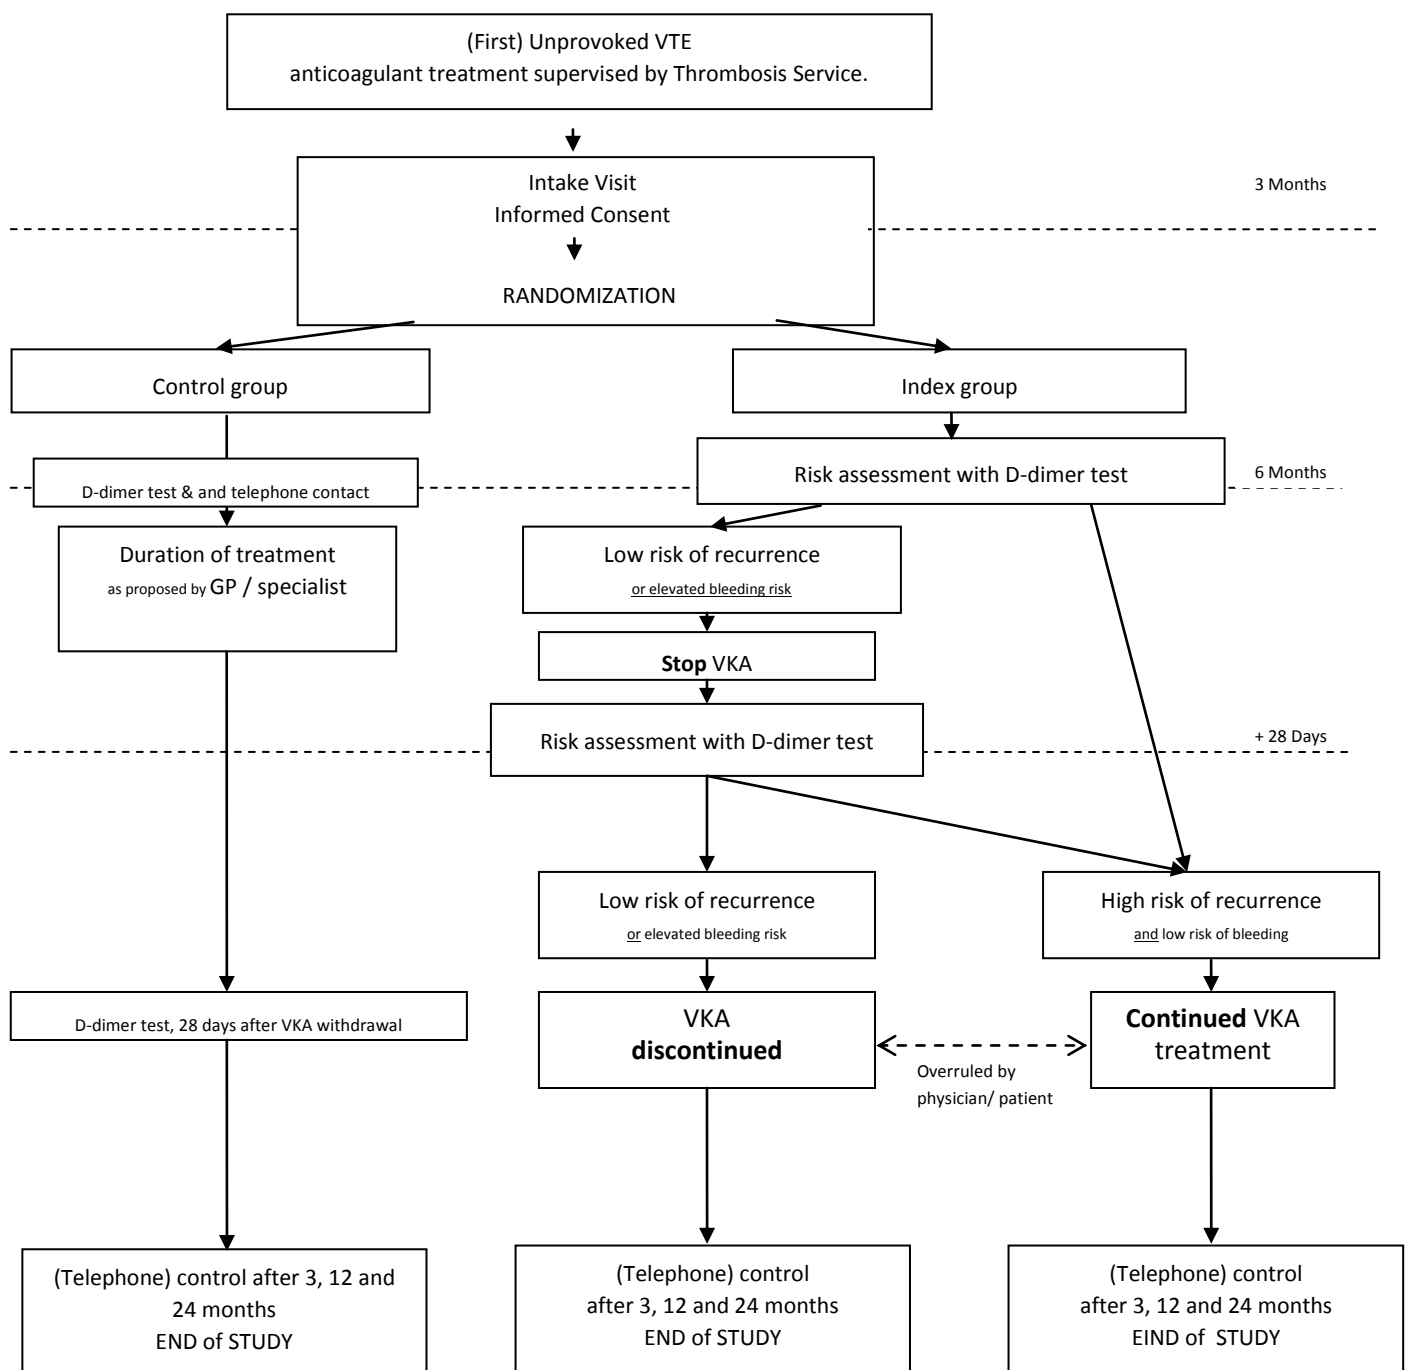 (First) Unprovoked VTE
anticoagulant treatment supervised by Thrombosis Service.
Intake Visit
Informed Consent
3 Months
RANDOMIZATION
Control group
Index group
D-dimer test & and telephone contact
Risk assessment with D-dimer test
6 Months
Duration of treatment
as proposed by GP / specialist
Low risk of recurrence
or elevated bleeding risk
Stop VKA
Risk assessment with D-dimer test
+ 28 Days
Low risk of recurrence
or elevated bleeding risk
High risk of recurrence
and low risk of bleeding
D-dimer test, 28 days after VKA withdrawal
VKA
discontinued
Overruled by
physician/ patient
Continued VKA
treatment
(Telephone) control after 3, 12 and
24 months
END of STUDY
(Telephone) control
after 3, 12 and 24 months
END of STUDY
(Telephone) control
after 3, 12 and 24 months
EIND of  STUDY